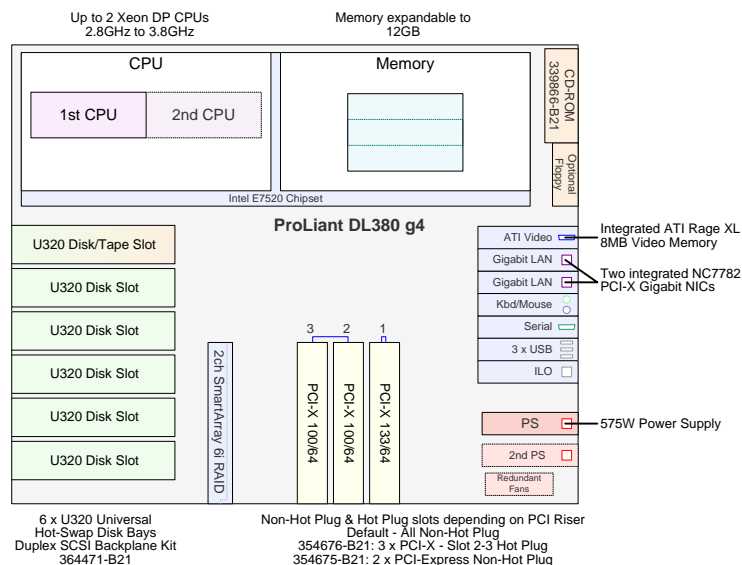 Up to 2 Xeon DP CPUs
2.8GHz to 3.8GHz
Memory expandable to
12GB
CPU
Memory
1st CPU
2nd CPU
CD-ROM
339866-B21
Optional
Floppy
Intel E7520 Chipset
ProLiant DL380 g4
U320 Disk/Tape Slot
U320 Disk Slot
U320 Disk Slot
U320 Disk Slot
U320 Disk Slot
U320 Disk Slot
2ch SmartArray 6i RAID
3
2
1
PCI-X 100/64
PCI-X 100/64
PCI-X 133/64
ATI Video
Gigabit LAN
Gigabit LAN
Kbd/Mouse
Serial
3 x USB
ILO
PS
2nd PS
Redundant
Fans
Integrated ATI Rage XL
8MB Video Memory
Two integrated NC7782
PCI-X Gigabit NICs
575W Power Supply
6 x U320 Universal
Hot-Swap Disk Bays
Duplex SCSI Backplane Kit
364471-B21
Non-Hot Plug & Hot Plug slots depending on PCI Riser
Default - All Non-Hot Plug
354676-B21: 3 x PCI-X - Slot 2-3 Hot Plug
354675-B21: 2 x PCI-Express Non-Hot Plug